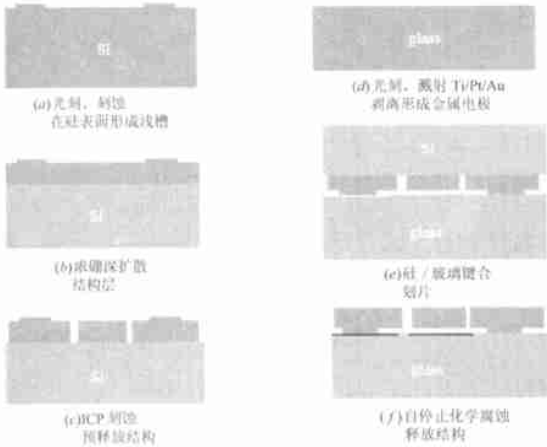 Si
(a)光刻、刻蚀
在硅表面形成浅槽
Si
(b)浓硼深扩散
结构层
Si
(c)ICP 刻蚀
预释放结构
glass
(d)光刻、溅射 Ti/Pt/Au
剥离形成金属电极
Si
glass
(e)硅/玻璃键合
划片
glass
(f)自停止化学腐蚀
释放结构